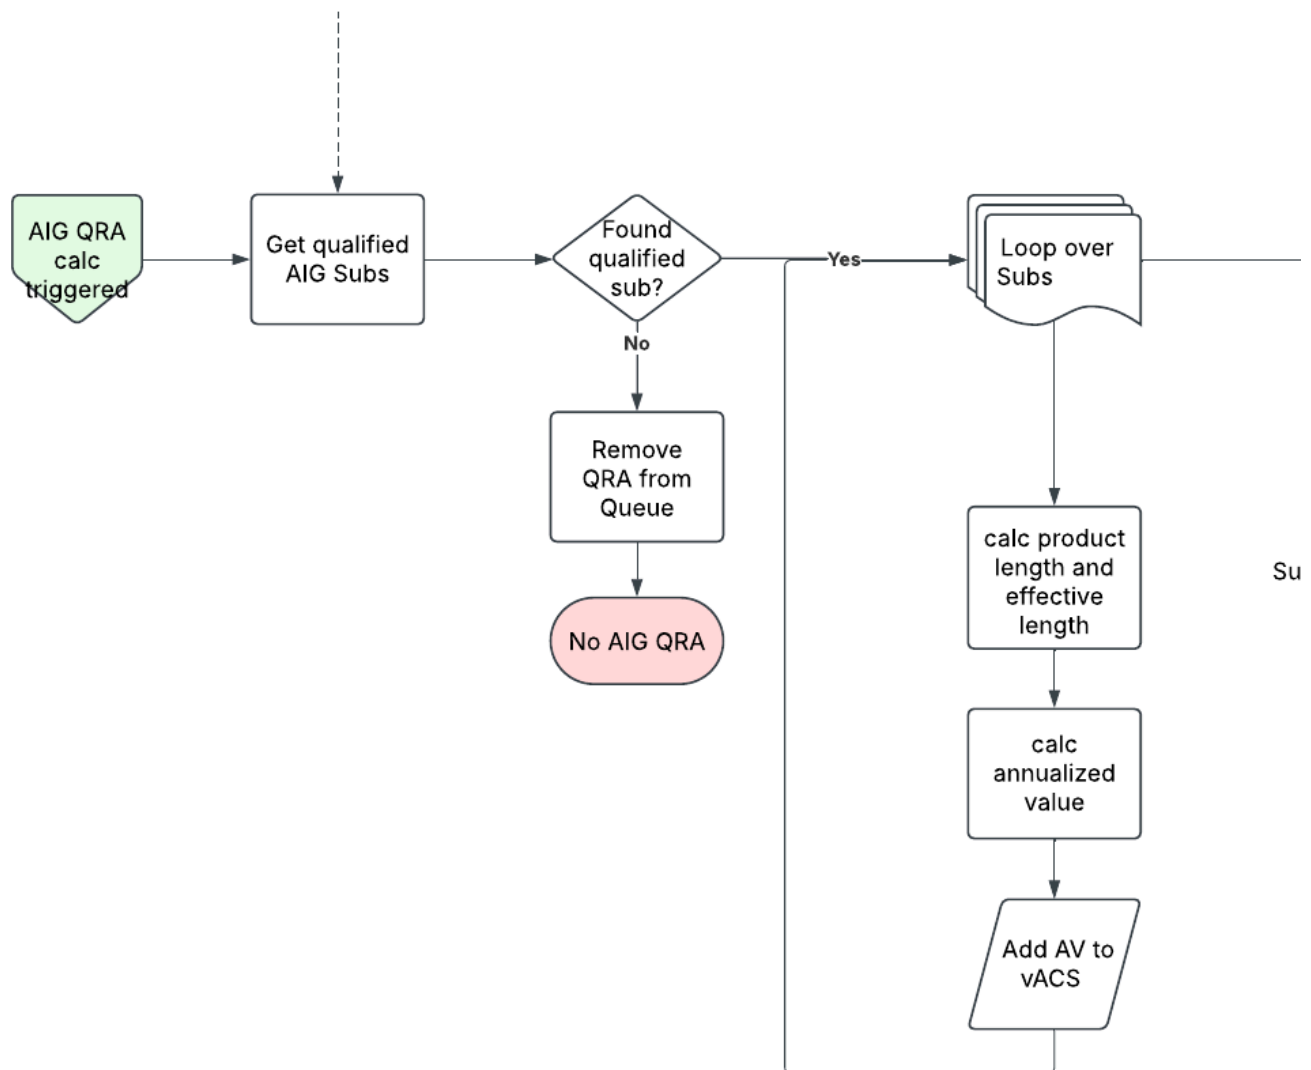 AIG QRA
calc
triggered
Get qualified
AIG Subs
Found
qualified
sub?
Yes
Loop over
Subs
No
Remove
QRA from
Queue
No AIG QRA
calc product
length and
effective
length
Su
calc
annualized
value
Add AV to
vACS